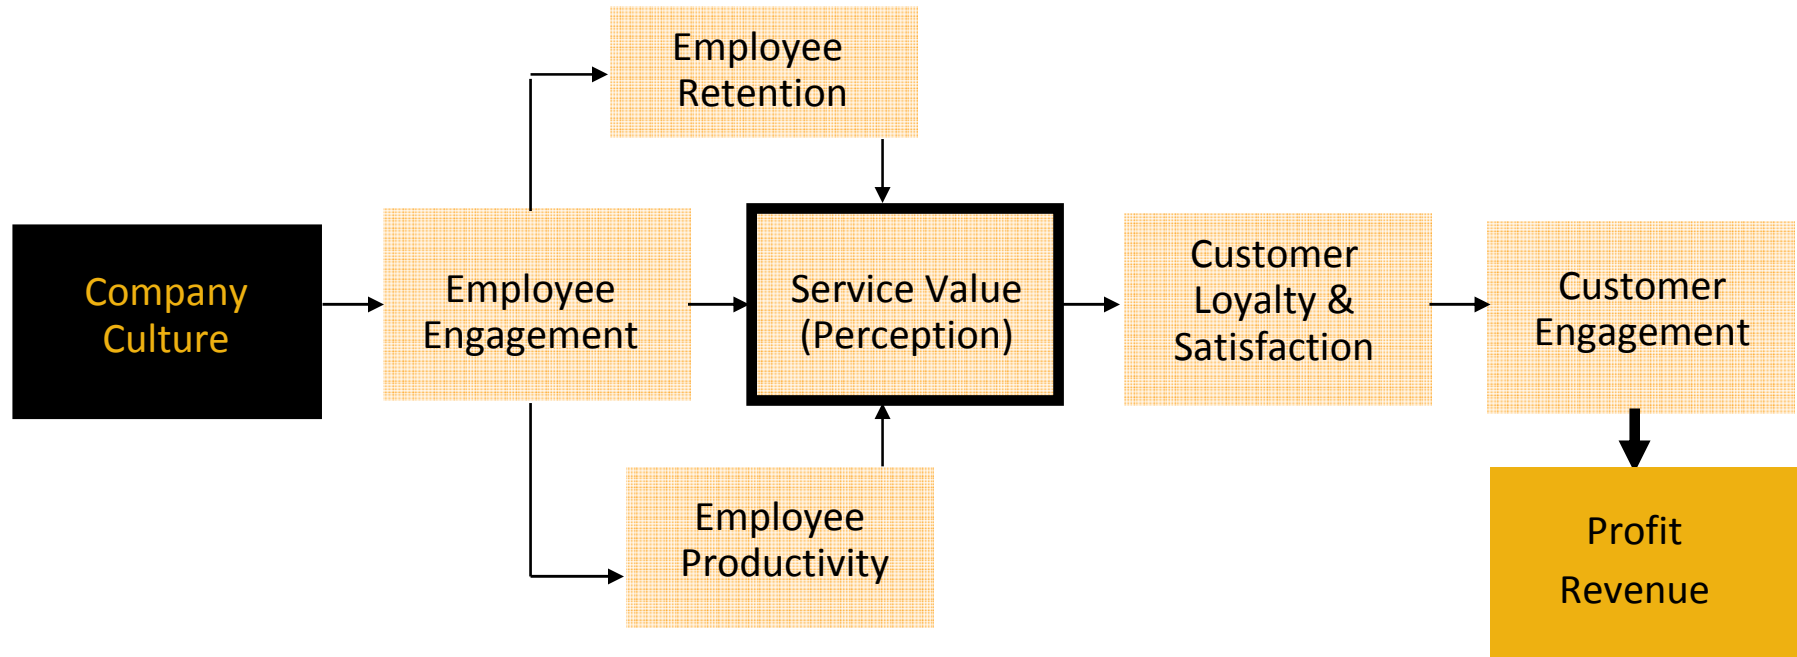 Employee
Retention
Company
Culture
Employee
Engagement
Service Value
(Perception)
Customer
Loyalty &
Satisfaction
Customer
Engagement
Employee
Productivity
Profit
Revenue